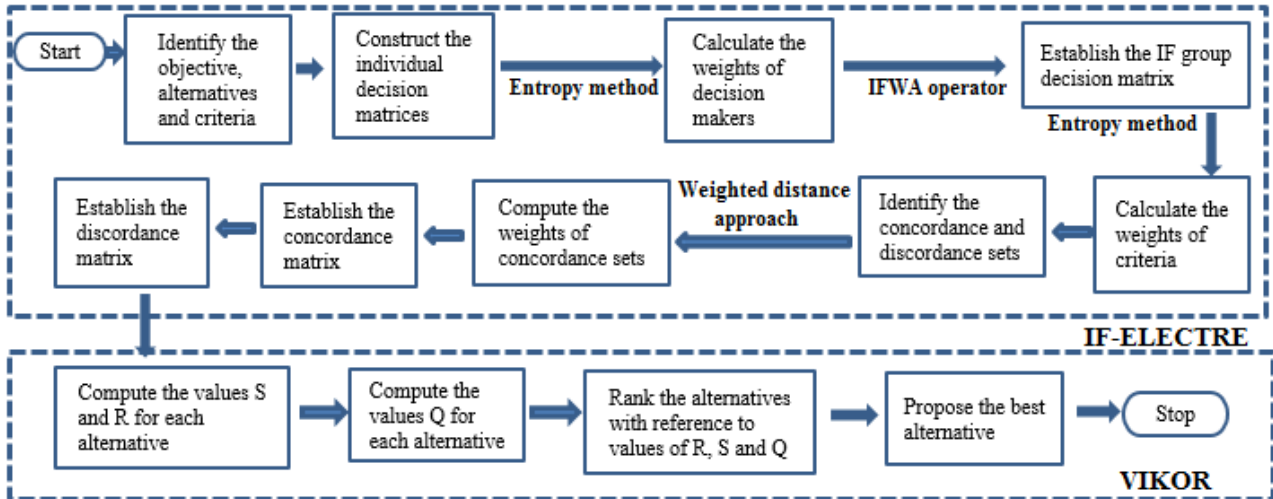 Start
Identify the
objective,
alternatives
and criteria
Construct the
individual
decision
matrices
Entropy method
Calculate the
weights of
decision
makers
IFWA operator
Establish the IF group
decision matrix
Entropy method
Calculate the
weights of
criteria
Identify the
concordance and
discordance sets
Weighted distance
approach
Compute the
weights of
concordance sets
Establish the
concordance
matrix
Establish the
discordance
matrix
IF-ELECTRE
Compute the values S
and R for each
alternative
Compute the
values Q for
each alternative
Rank the alternatives
with reference to
values of R, S and Q
Propose the best
alternative
Stop
VIKOR